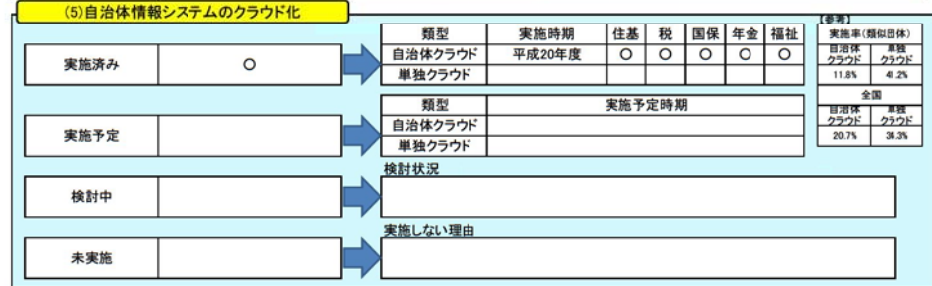 (5)自治体情報システムのクラウド化
実施済み ○
類型 実施時期 住基 税 国保 年金 福祉
自治体クラウド 平成20年度 ○ ○ ○ ○ ○
単独クラウド
【参考】
実施率(類似団体)
自治体クラウド 単独クラウド
11.8% 41.2%
全国
自治体クラウド 単独クラウド
20.7% 34.3%
実施予定
類型 実施予定時期
自治体クラウド
単独クラウド
検討中
検討状況
未実施
実施しない理由